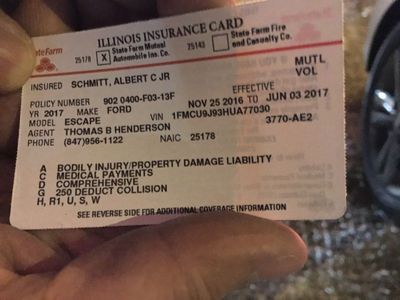 ILLINOIS INSURANCE CARD
StateFarm
25178 X State Farm Mutual Automobile Ins. Co.
25143 State Farm Fire and Casualty Co.
MUTL
VOL
INSURED SCHMITT, ALBERT C JR
POLICY NUMBER 902 0400-F03-13F
EFFECTIVE
NOV 25 2016 TO JUN 03 2017
YR 2017 MAKE FORD
MODEL ESCAPE VIN 1FMCU9J93HUA77030
AGENT THOMAS B HENDERSON 3770-AE2
PHONE (847)956-1122 NAIC 25178
A BODILY INJURY/PROPERTY DAMAGE LIABILITY
C MEDICAL PAYMENTS
D COMPREHENSIVE
G 250 DEDUCT COLLISION
H, R1, U, S, W
SEE REVERSE SIDE FOR ADDITIONAL COVERAGE INFORMATION